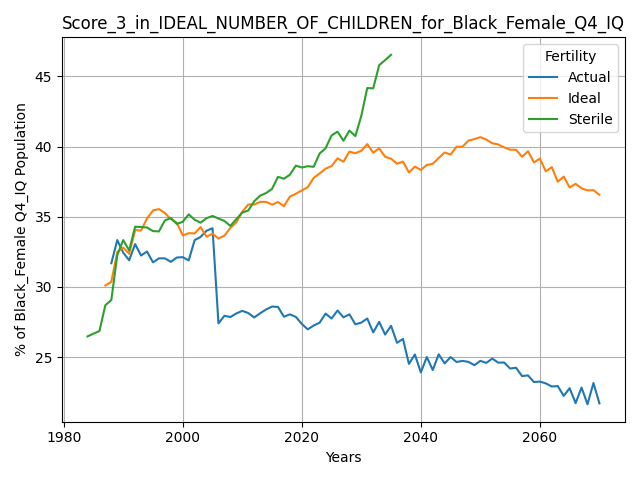 Score_3_in_IDEAL_NUMBER_OF_CHILDREN_for_Black_Female_Q4_IQ
Fertility
Actual
Ideal
Sterile
% of Black_Female Q4_IQ Population
45
40
35
30
25
1980
2000
2020
2040
2060
Years